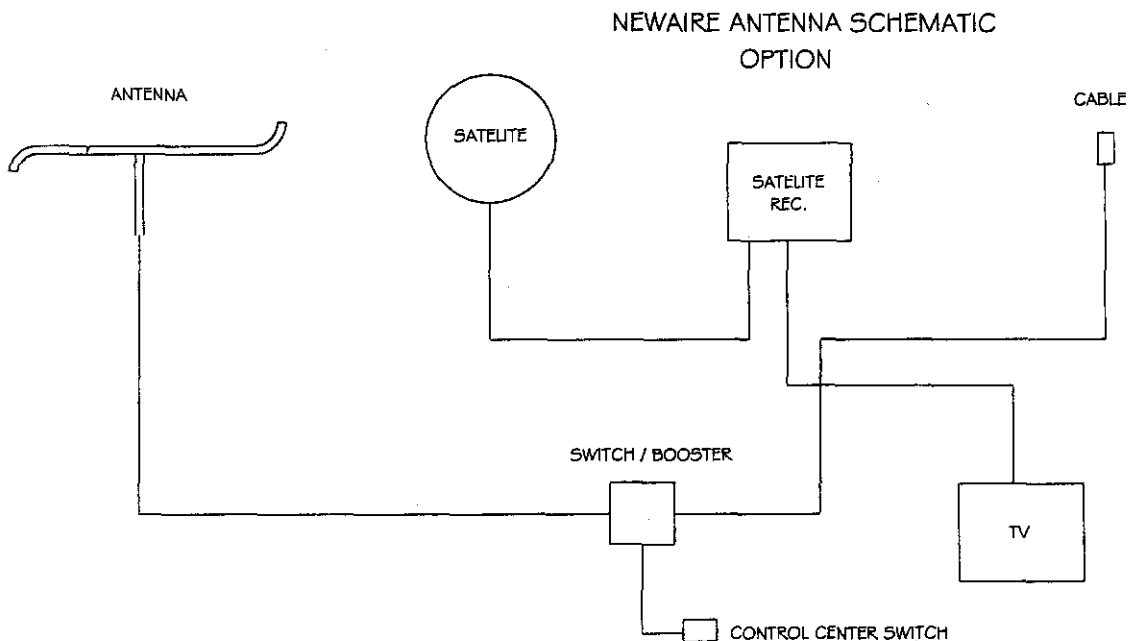 NEWAIRE ANTENNA SCHEMATIC
OPTION
ANTENNA
SATELITE
SATELITE
REC.
CABLE
SWITCH / BOOSTER
TV
CONTROL CENTER SWITCH